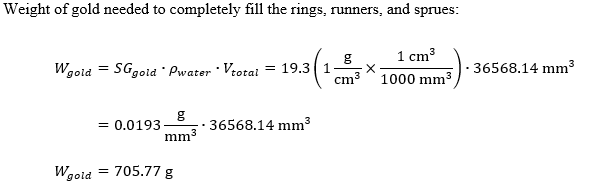 Weight of gold needed to completely fill the rings, runners, and sprues:
W_gold = SG_gold · ρ_water · V_total = 19.3 (1 g/cm³ × 1 cm³/1000 mm³) · 36568.14 mm³
= 0.0193 g/mm³ · 36568.14 mm³
W_gold = 705.77 g